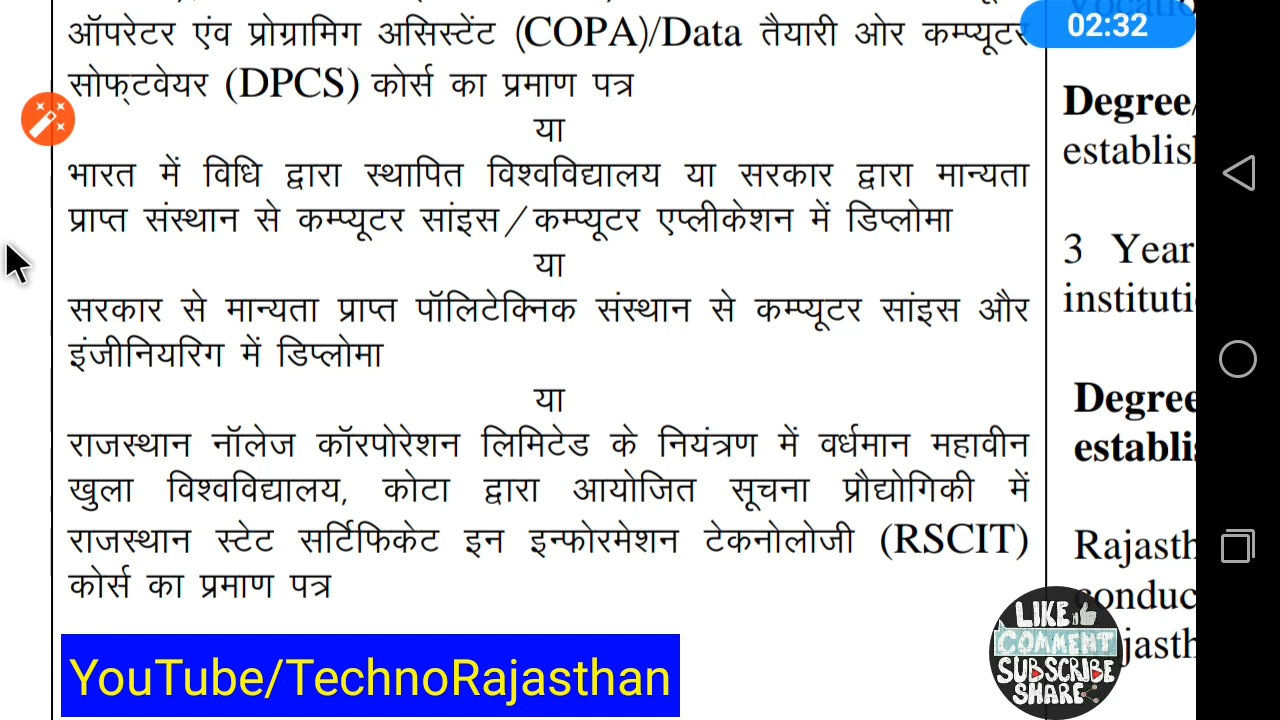 ऑपरेटर एंव प्रोग्रामिग असिस्टेंट (COPA)/Data तैयारी ओर कम्प्यूटर
सोफ्टवेयर (DPCS) कोर्स का प्रमाण पत्र
या
भारत में विधि द्वारा स्थापित विश्वविद्यालय या सरकार द्वारा मान्यता
प्राप्त संस्थान से कम्प्यूटर सांइस/कम्प्यूटर एप्लीकेशन में डिप्लोमा
या
सरकार से मान्यता प्राप्त पॉलिटेक्निक संस्थान से कम्प्यूटर सांइस और
इंजीनियरिग में डिप्लोमा
या
राजस्थान नॉलेज कॉरपोरेशन लिमिटेड के नियंत्रण में वर्धमान महावीन
खुला विश्वविद्यालय, कोटा द्वारा आयोजित सूचना प्रौद्योगिकी में
राजस्थान स्टेट सर्टिफिकेट इन इन्फोरमेशन टेकनोलोजी (RSCIT)
कोर्स का प्रमाण पत्र
YouTube/TechnoRajasthan
02:32
Degree/
establish
3 Year
instituti
Degree
establis
Rajasth
conduc
jasth
LIKE
COMMENT
SUBSCRIBE
SHARE